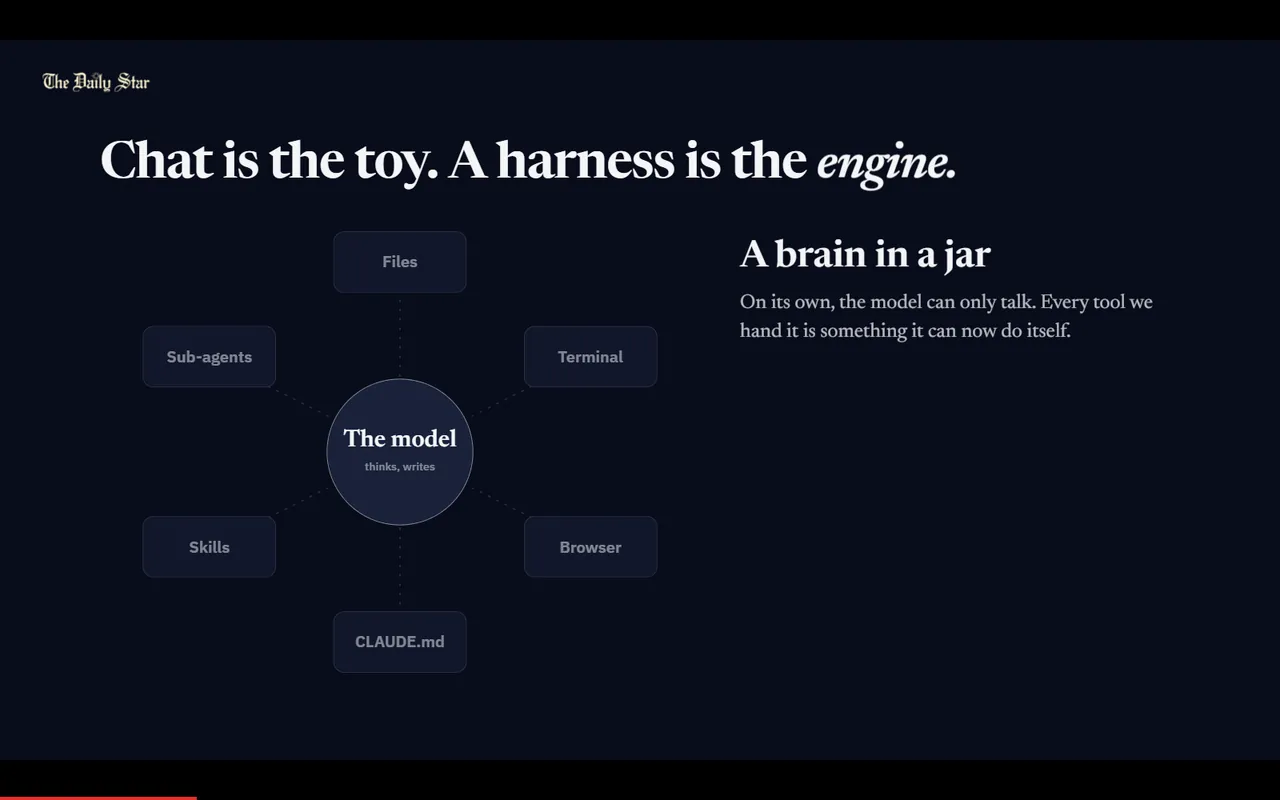 The Daily Star
Chat is the toy. A harness is the engine.
Files
Sub-agents
Terminal
The model
thinks, writes
Skills
Browser
CLAUDE.md
A brain in a jar
On its own, the model can only talk. Every tool we
hand it is something it can now do itself.